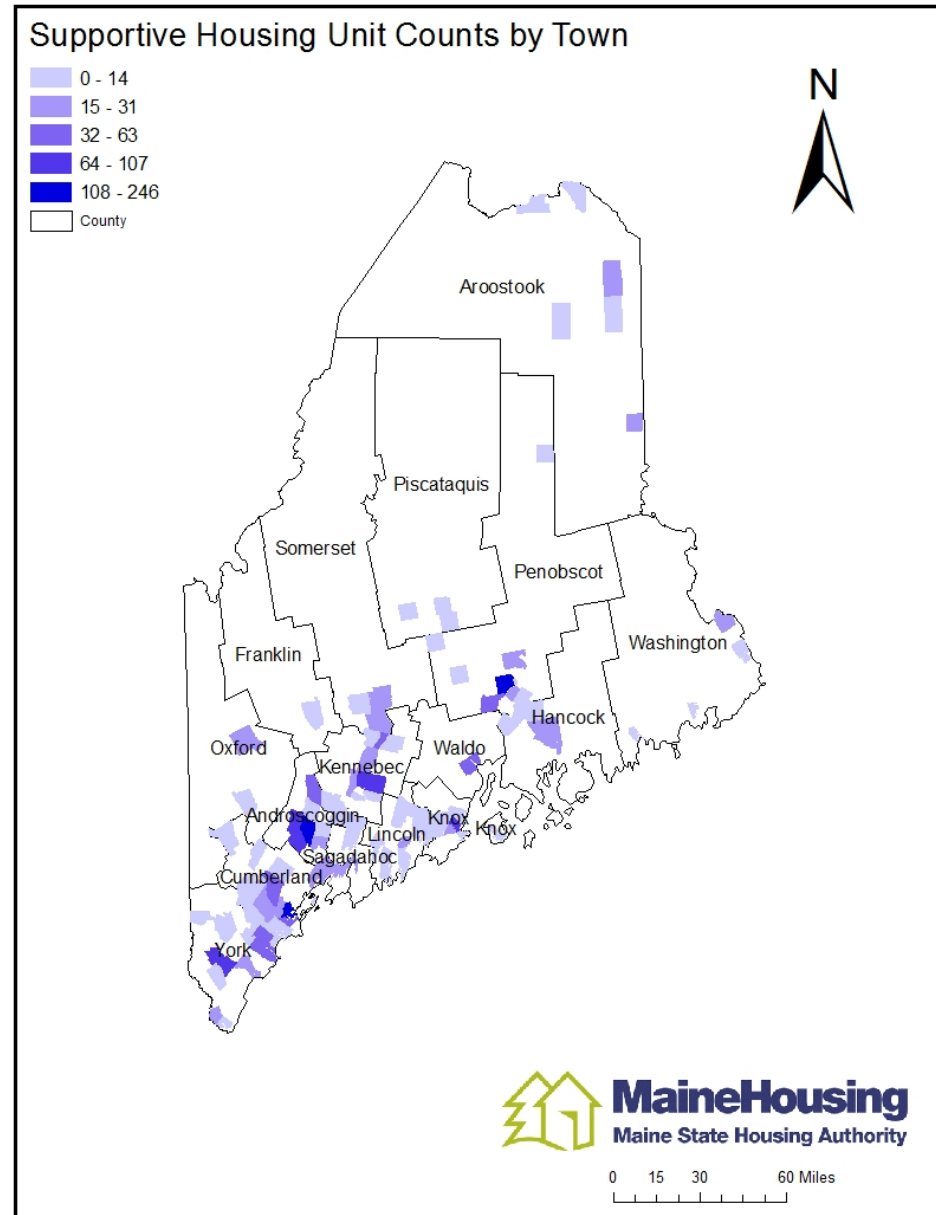 Supportive Housing Unit Counts by Town
0 - 14
15 - 31
32 - 63
64 - 107
108 - 246
County
N
Aroostook
Piscataquis
Somerset
Penobscot
Washington
Franklin
Hancock
Oxford
Waldo
Kennebec
Androscoggin
Knox
Knox
Lincoln
Sagadahoc
Cumberland
York
MaineHousing
Maine State Housing Authority
0 15 30 60 Miles